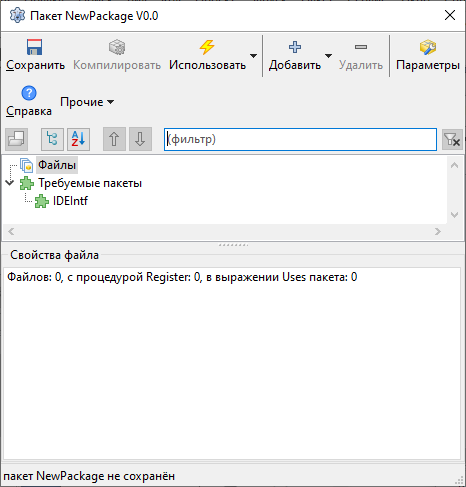 Пакет NewPackage V0.0
Сохранить Компилировать Использовать Добавить Удалить Параметры
Справка Прочие
(фильтр)
Файлы
Требуемые пакеты
IDEIntf
Свойства файла
Файлов: 0, с процедурой Register: 0, в выражении Uses пакета: 0
пакет NewPackage не сохранён